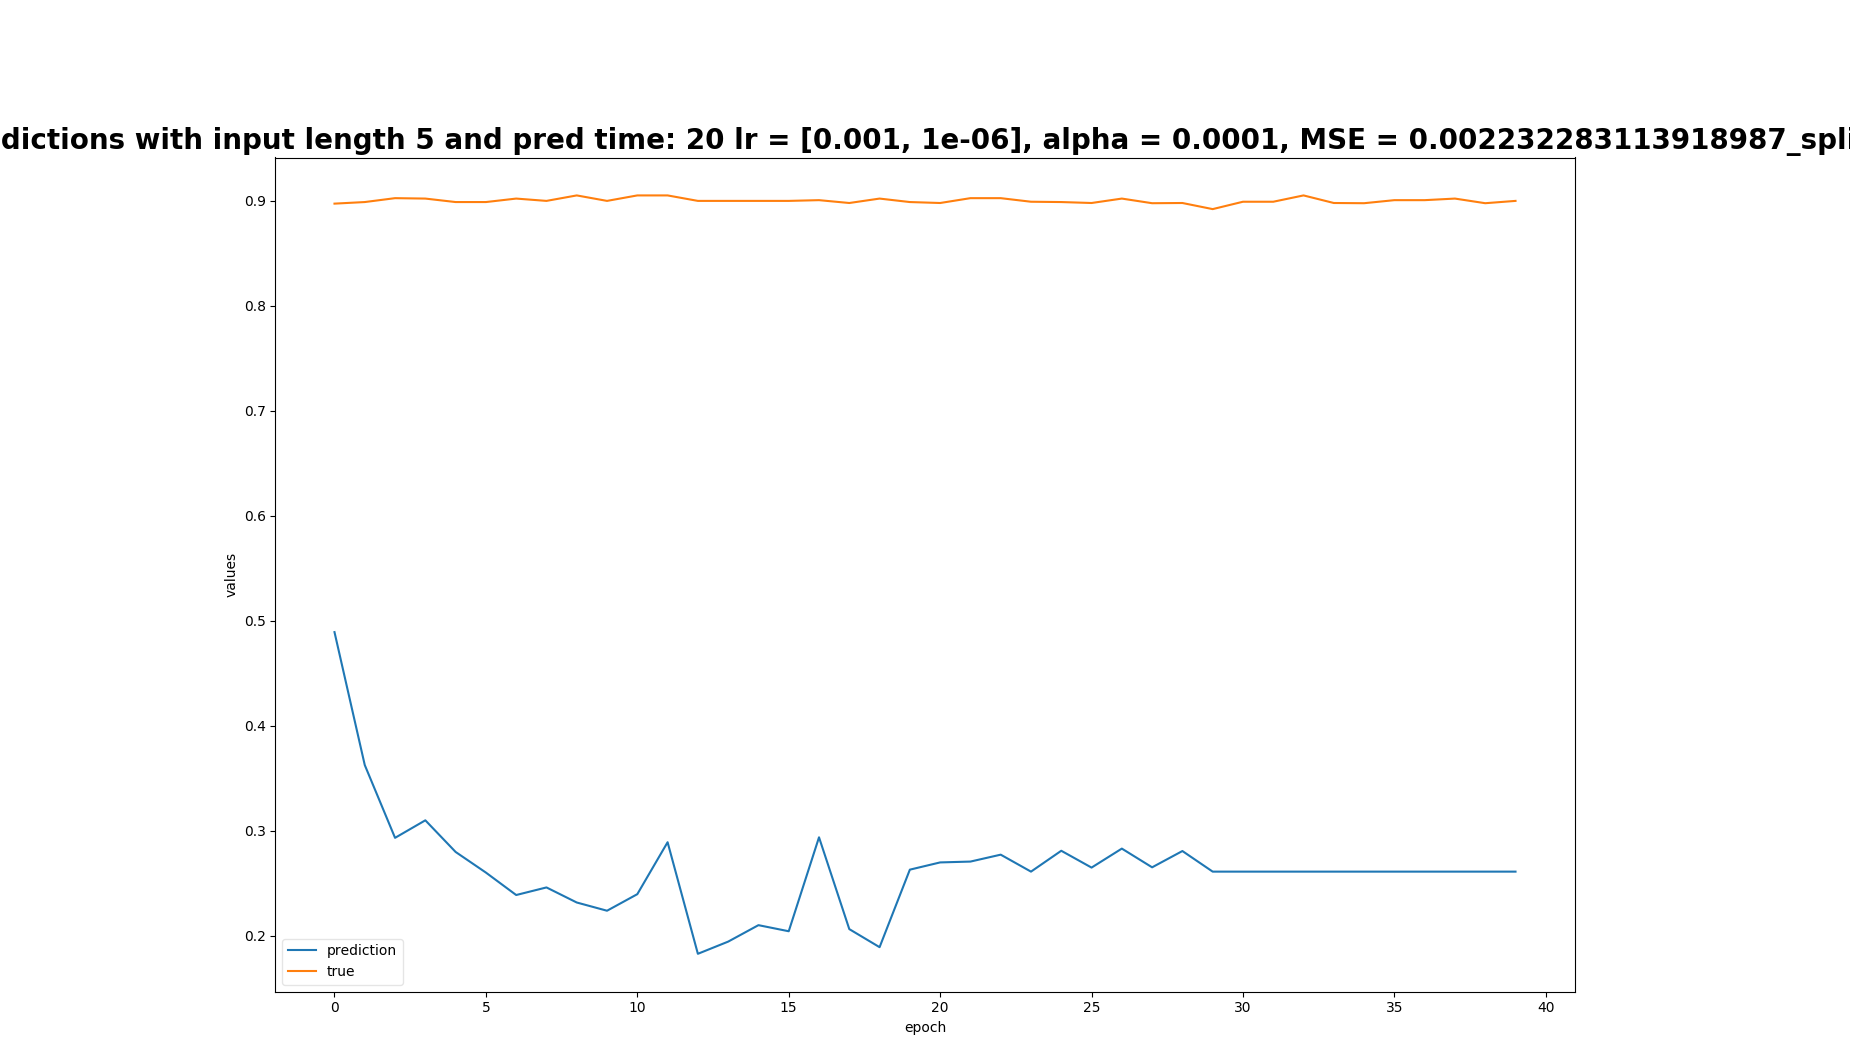 dictions with input length 5 and pred time: 20 lr = [0.001, 1e-06], alpha = 0.0001, MSE = 0.002232283113918987_spli
0.9
0.8
0.7
0.6
0.5
0.4
0.3
0.2
values
prediction
true
0 5 10 15 20 25 30 35 40
epoch